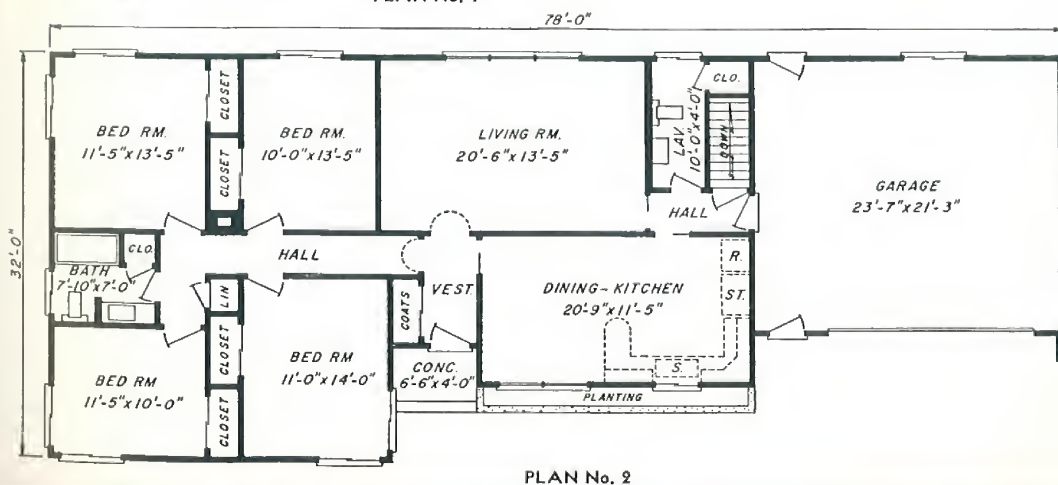 78'-0"
32'-0"
BED RM.
11'-5"x13'-5"
CLOSET
CLOSET
BED RM.
10'-0"x13'-5"
LIVING RM.
20'-6"x13'-5"
LAV.
10'-0"x4'-0"
CLO.
DOWN
HALL
GARAGE
23'-7"x21'-3"
BATH
7'-10"x7'-0"
CLO.
HALL
LIN
VEST.
COATS
DINING-KITCHEN
20'-9"x11'-5"
R.
ST.
S.
BED RM
11'-5"x10'-0"
CLOSET
CLOSET
BED RM
11'-0"x14'-0"
CONC.
6'-6"x4'-0"
PLANTING
PLAN No. 2